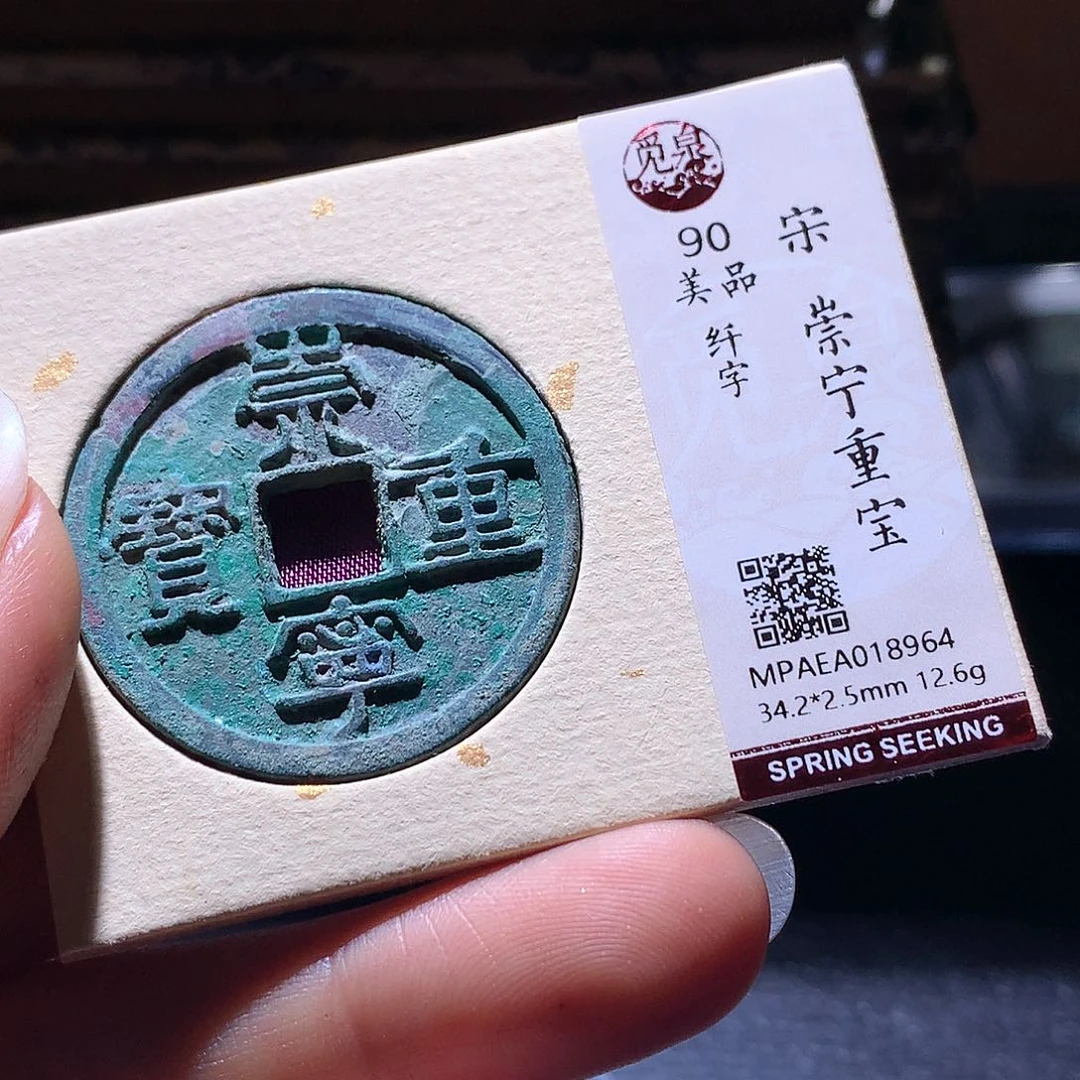 崇寧重寶
觅泉
90
美品
纤字
宋 崇宁重宝
MPAEA018964
34.2*2.5mm 12.6g
SPRING SEEKING